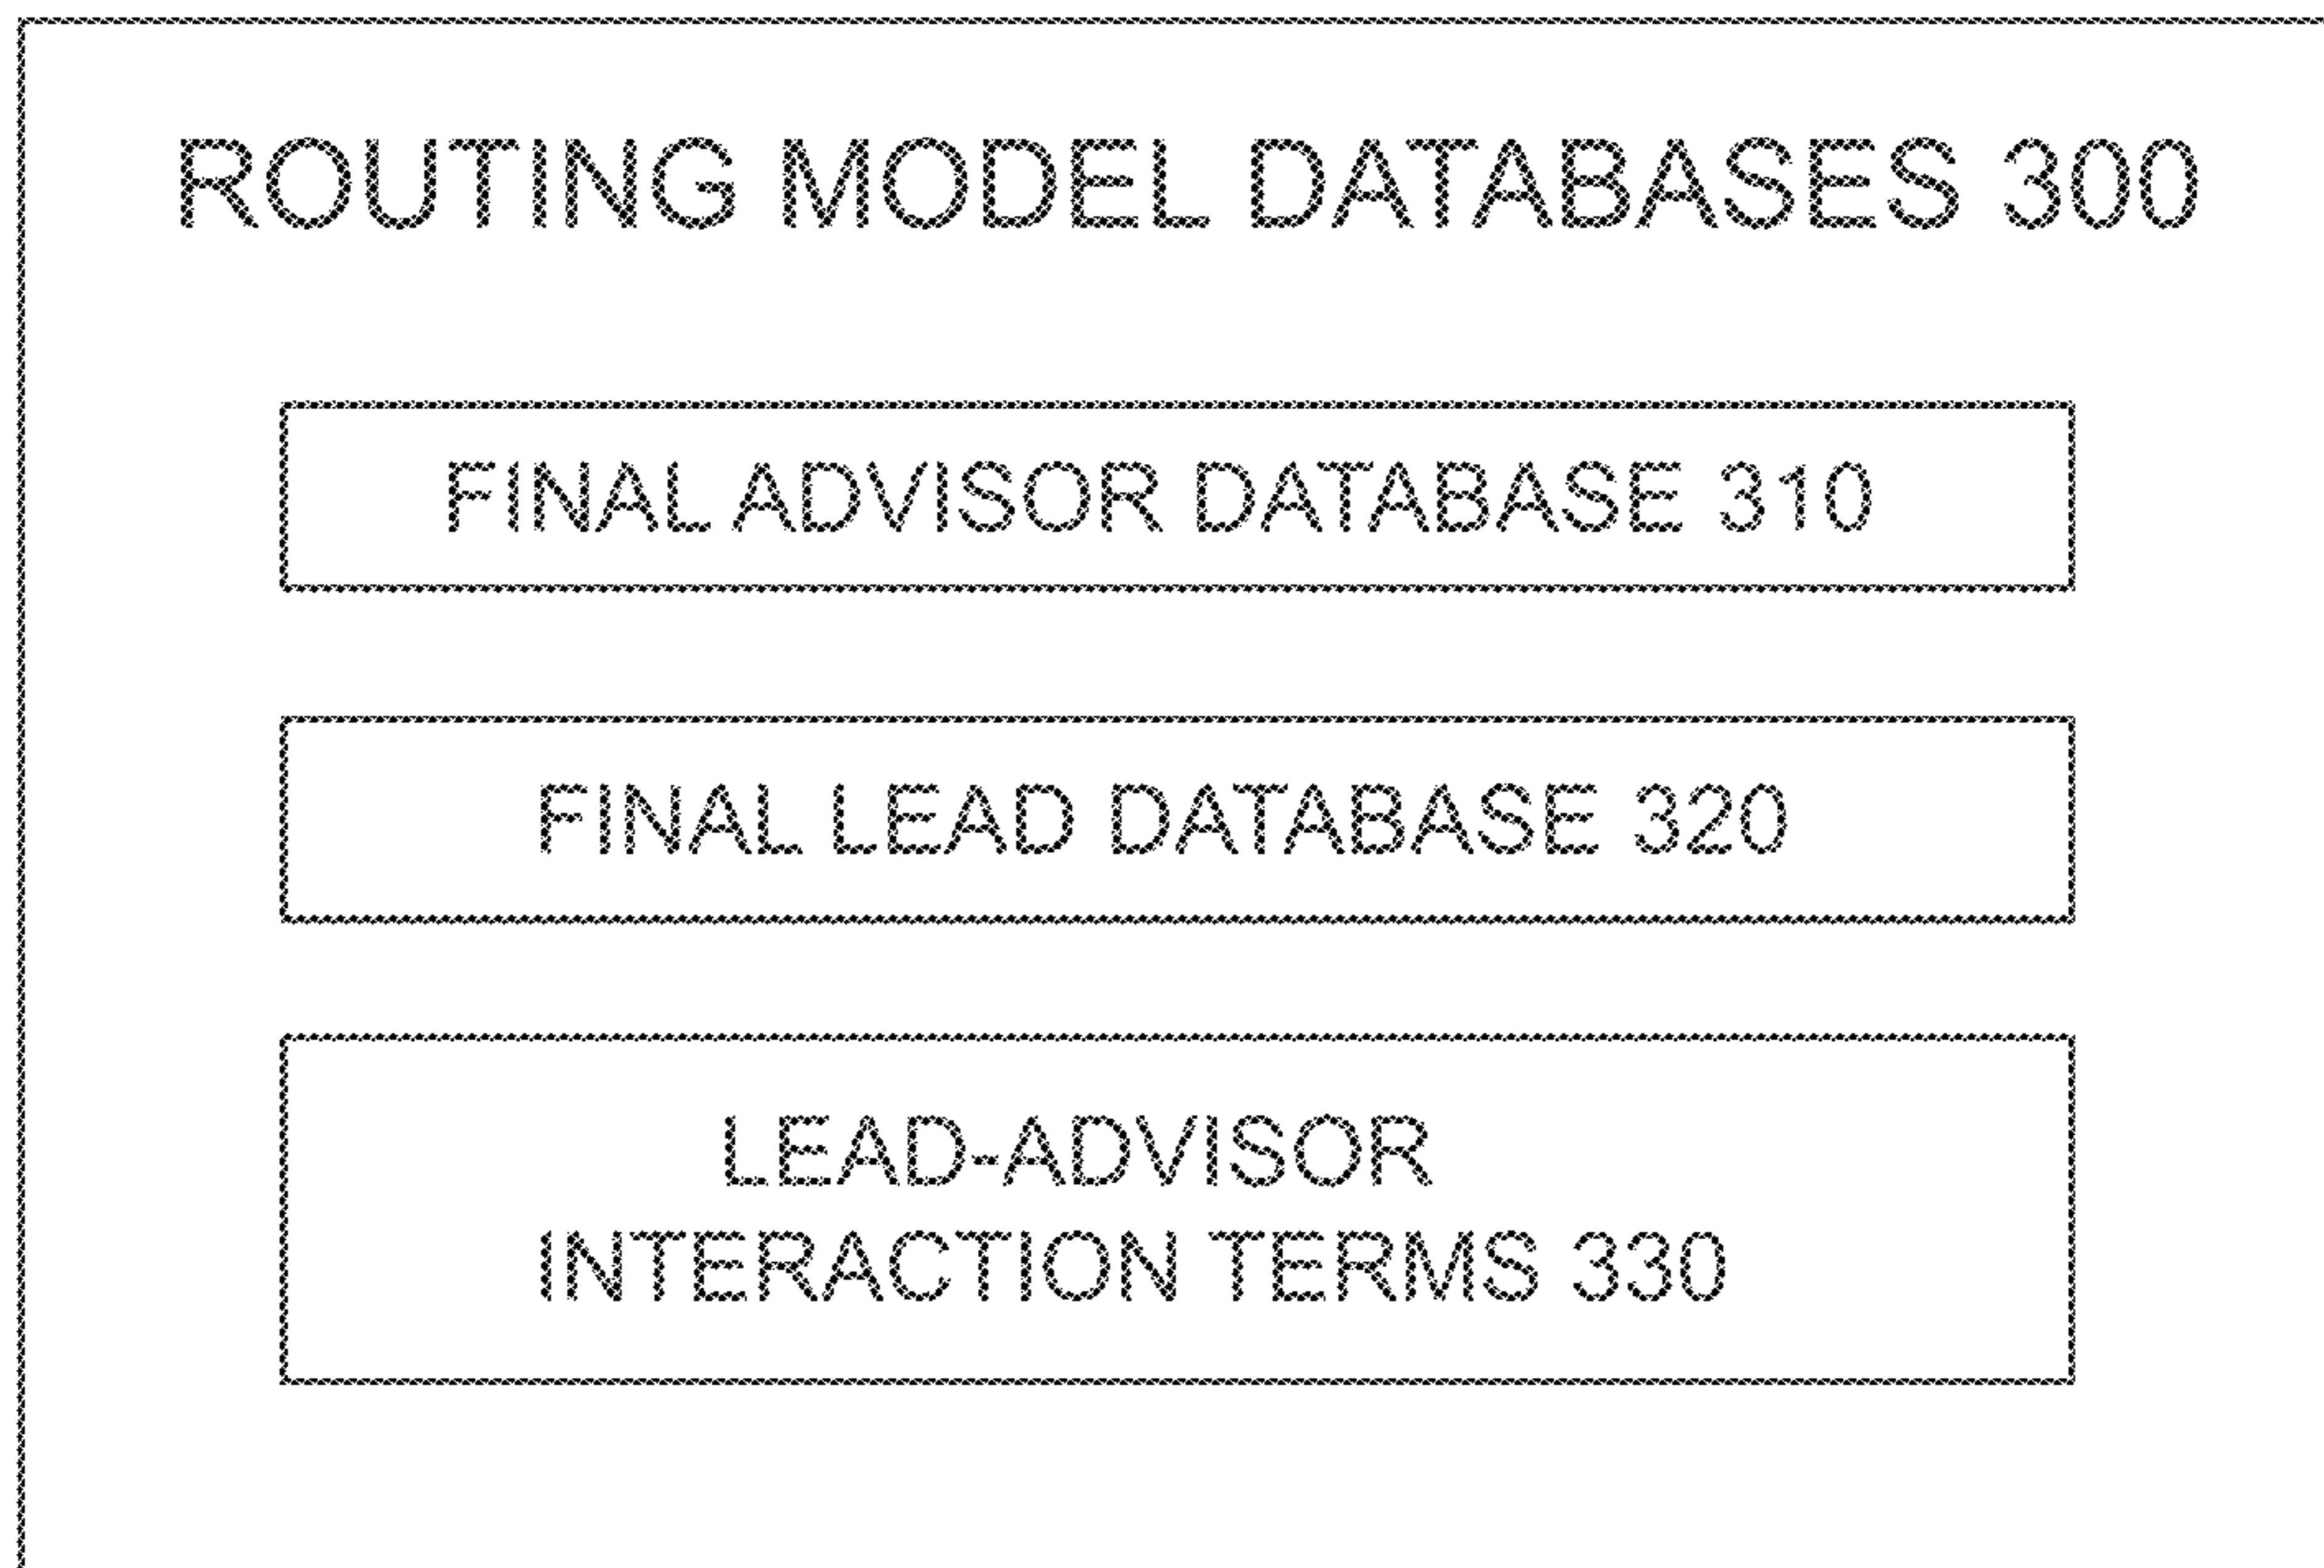 ROUTING MODEL DATABASES 300
FINAL ADVISOR DATABASE 310
FINAL LEAD DATABASE 320
LEAD-ADVISOR
INTERACTION TERMS 330